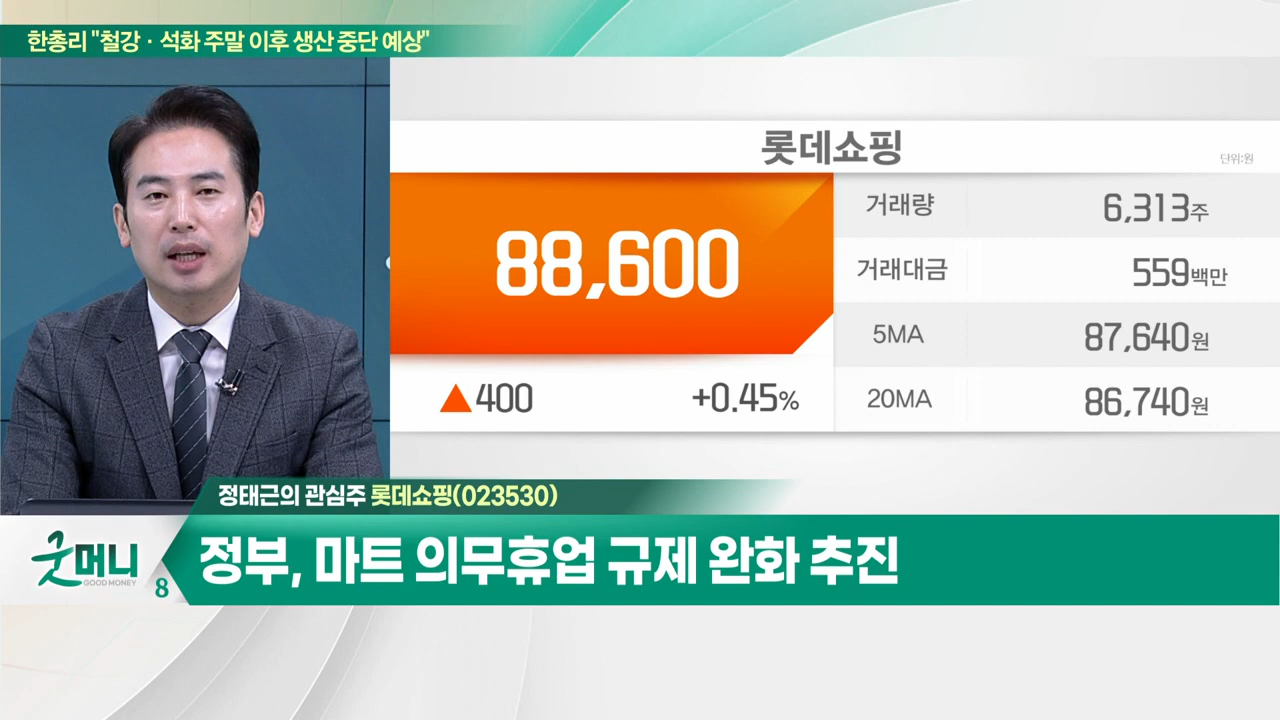 한총리 "철강· 석화 주말 이후 생산 중단 예상"
롯데쇼핑
단위:원
88,600
▲400 +0.45%
거래량 6,313주
거래대금 559백만
5MA 87,640원
20MA 86,740원
정태근의 관심주 롯데쇼핑(023530)
굿머니
GOOD MONEY
8
정부, 마트 의무휴업 규제 완화 추진